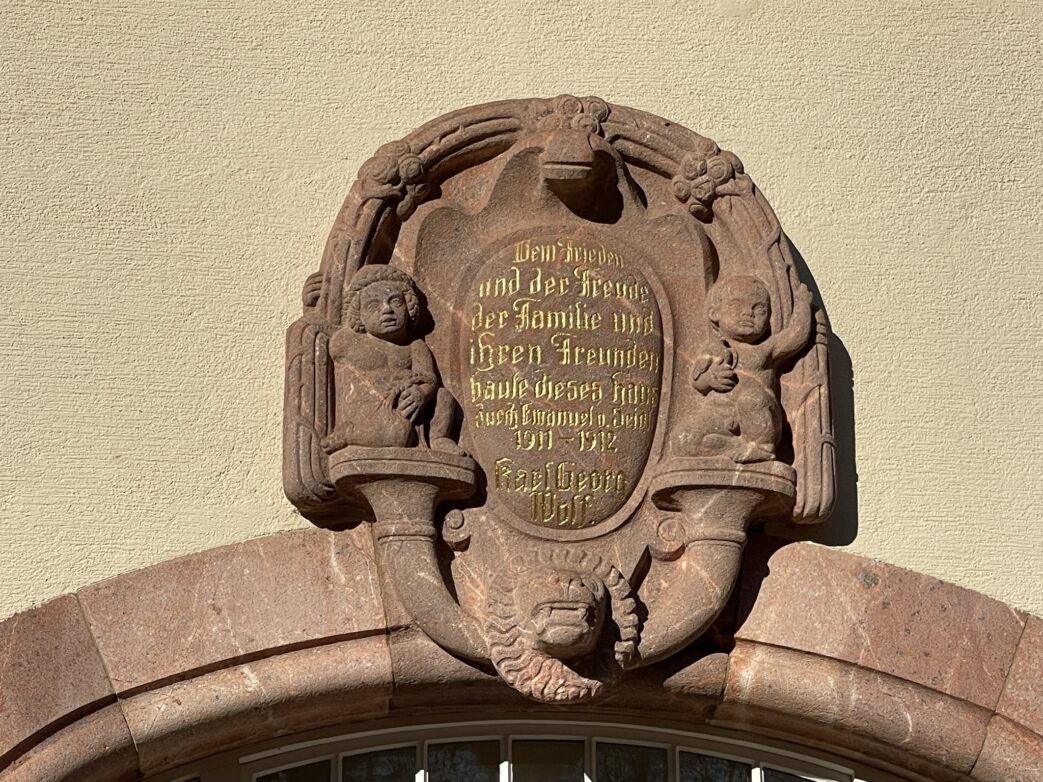 Dem Frieden
und der Freude
der Familie und
ihren Freunden
baute dieses Haus
durch Emanuel v. Seidl
1911 – 1912
Karl Georg
Wolf.